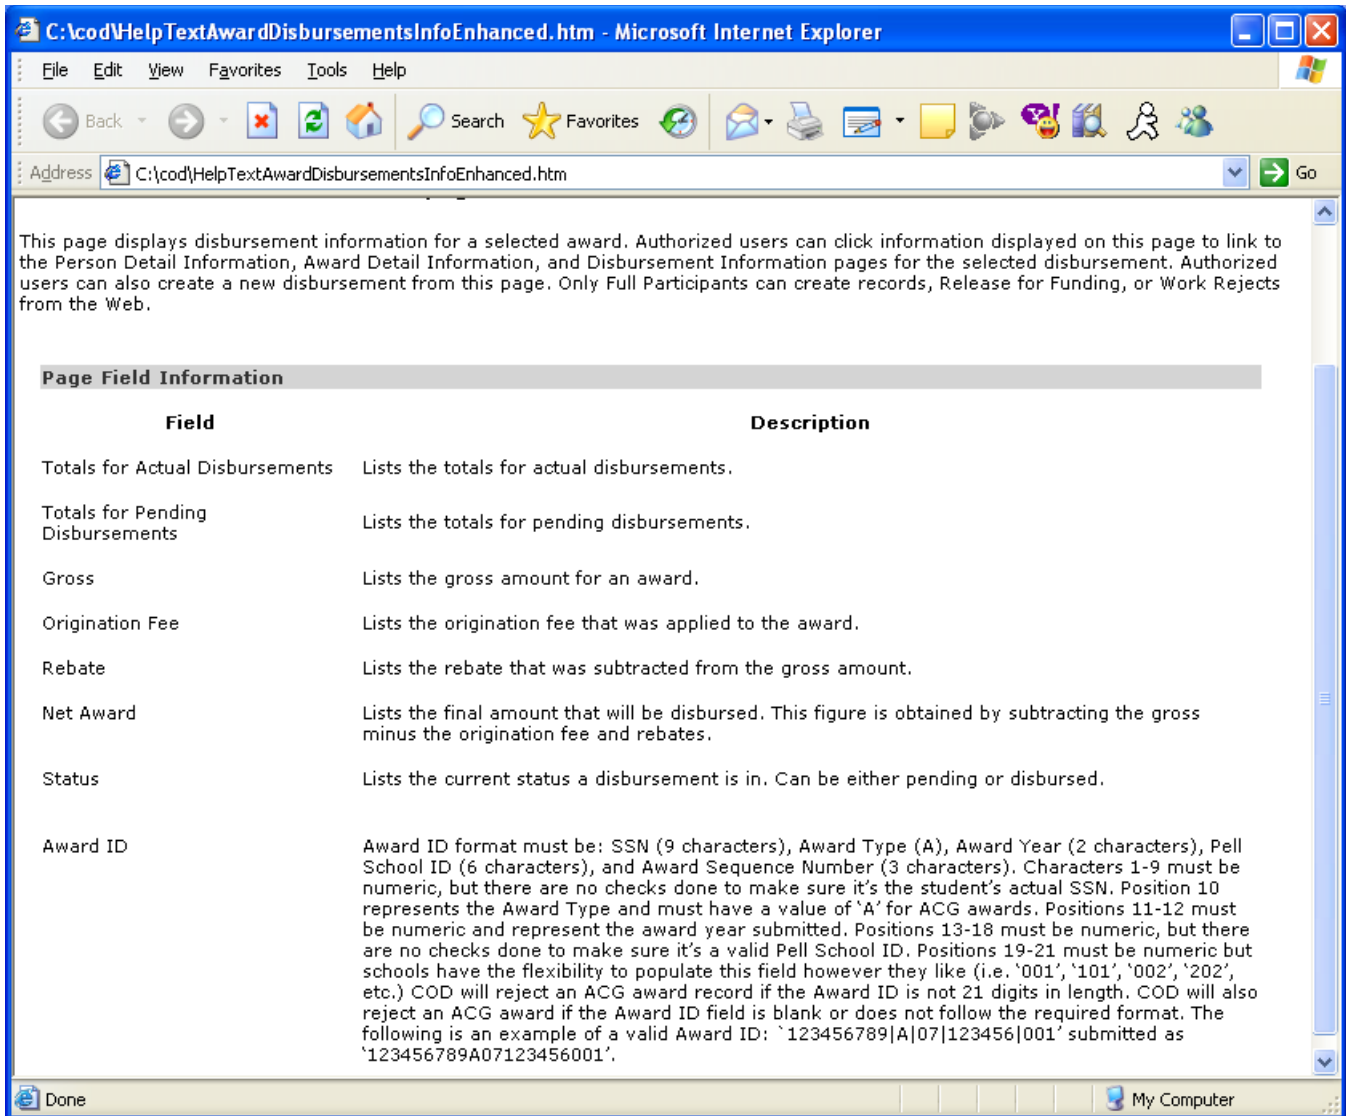 C:\cod\HelpTextAwardDisbursementsInfoEnhanced.htm - Microsoft Internet Explorer
File Edit View Favorites Tools Help
Back Search Favorites
Address C:\cod\HelpTextAwardDisbursementsInfoEnhanced.htm Go
This page displays disbursement information for a selected award. Authorized users can click information displayed on this page to link to
the Person Detail Information, Award Detail Information, and Disbursement Information pages for the selected disbursement. Authorized
users can also create a new disbursement from this page. Only Full Participants can create records, Release for Funding, or Work Rejects
from the Web.
Page Field Information
Field Description
Totals for Actual Disbursements Lists the totals for actual disbursements.
Totals for Pending
Disbursements
Lists the totals for pending disbursements.
Gross Lists the gross amount for an award.
Origination Fee Lists the origination fee that was applied to the award.
Rebate Lists the rebate that was subtracted from the gross amount.
Net Award Lists the final amount that will be disbursed. This figure is obtained by subtracting the gross
minus the origination fee and rebates.
Status Lists the current status a disbursement is in. Can be either pending or disbursed.
Award ID Award ID format must be: SSN (9 characters), Award Type (A), Award Year (2 characters), Pell
School ID (6 characters), and Award Sequence Number (3 characters). Characters 1-9 must be
numeric, but there are no checks done to make sure it’s the student’s actual SSN. Position 10
represents the Award Type and must have a value of ‘A’ for ACG awards. Positions 11-12 must
be numeric and represent the award year submitted. Positions 13-18 must be numeric, but there
are no checks done to make sure it’s a valid Pell School ID. Positions 19-21 must be numeric but
schools have the flexibility to populate this field however they like (i.e. ‘001’, ‘101’, ‘002’, ‘202’,
etc.) COD will reject an ACG award record if the Award ID is not 21 digits in length. COD will also
reject an ACG award if the Award ID field is blank or does not follow the required format. The
following is an example of a valid Award ID: `123456789|A|07|123456|001’ submitted as
‘123456789A07123456001’.
Done My Computer